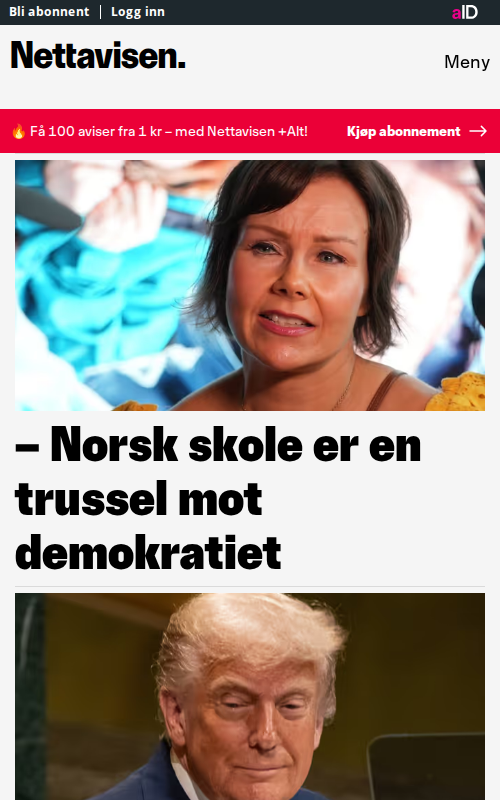 Bli abonnent | Logg inn
aID
Nettavisen.
Meny
🔥 Få 100 aviser fra 1 kr – med Nettavisen +Alt!
Kjøp abonnement →
– Norsk skole er en
trussel mot
demokratiet